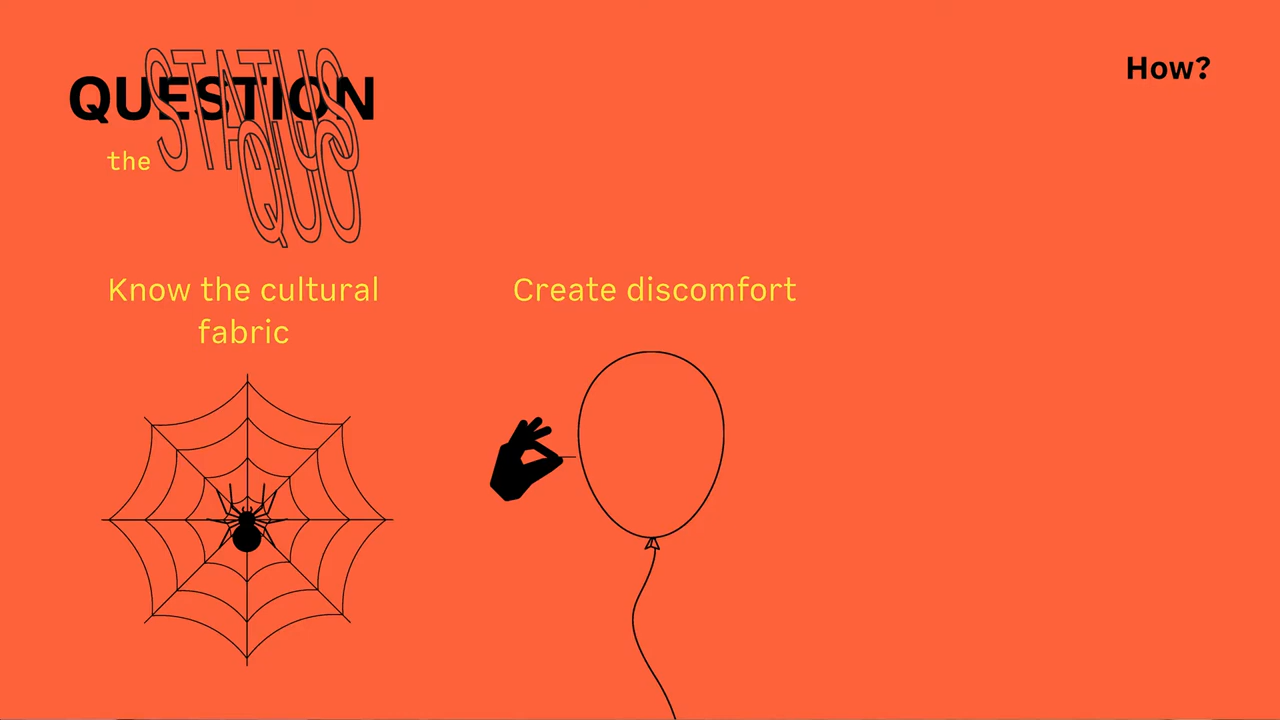 QUESTION
the
STATUS
QUO
How?
Know the cultural
fabric
Create discomfort